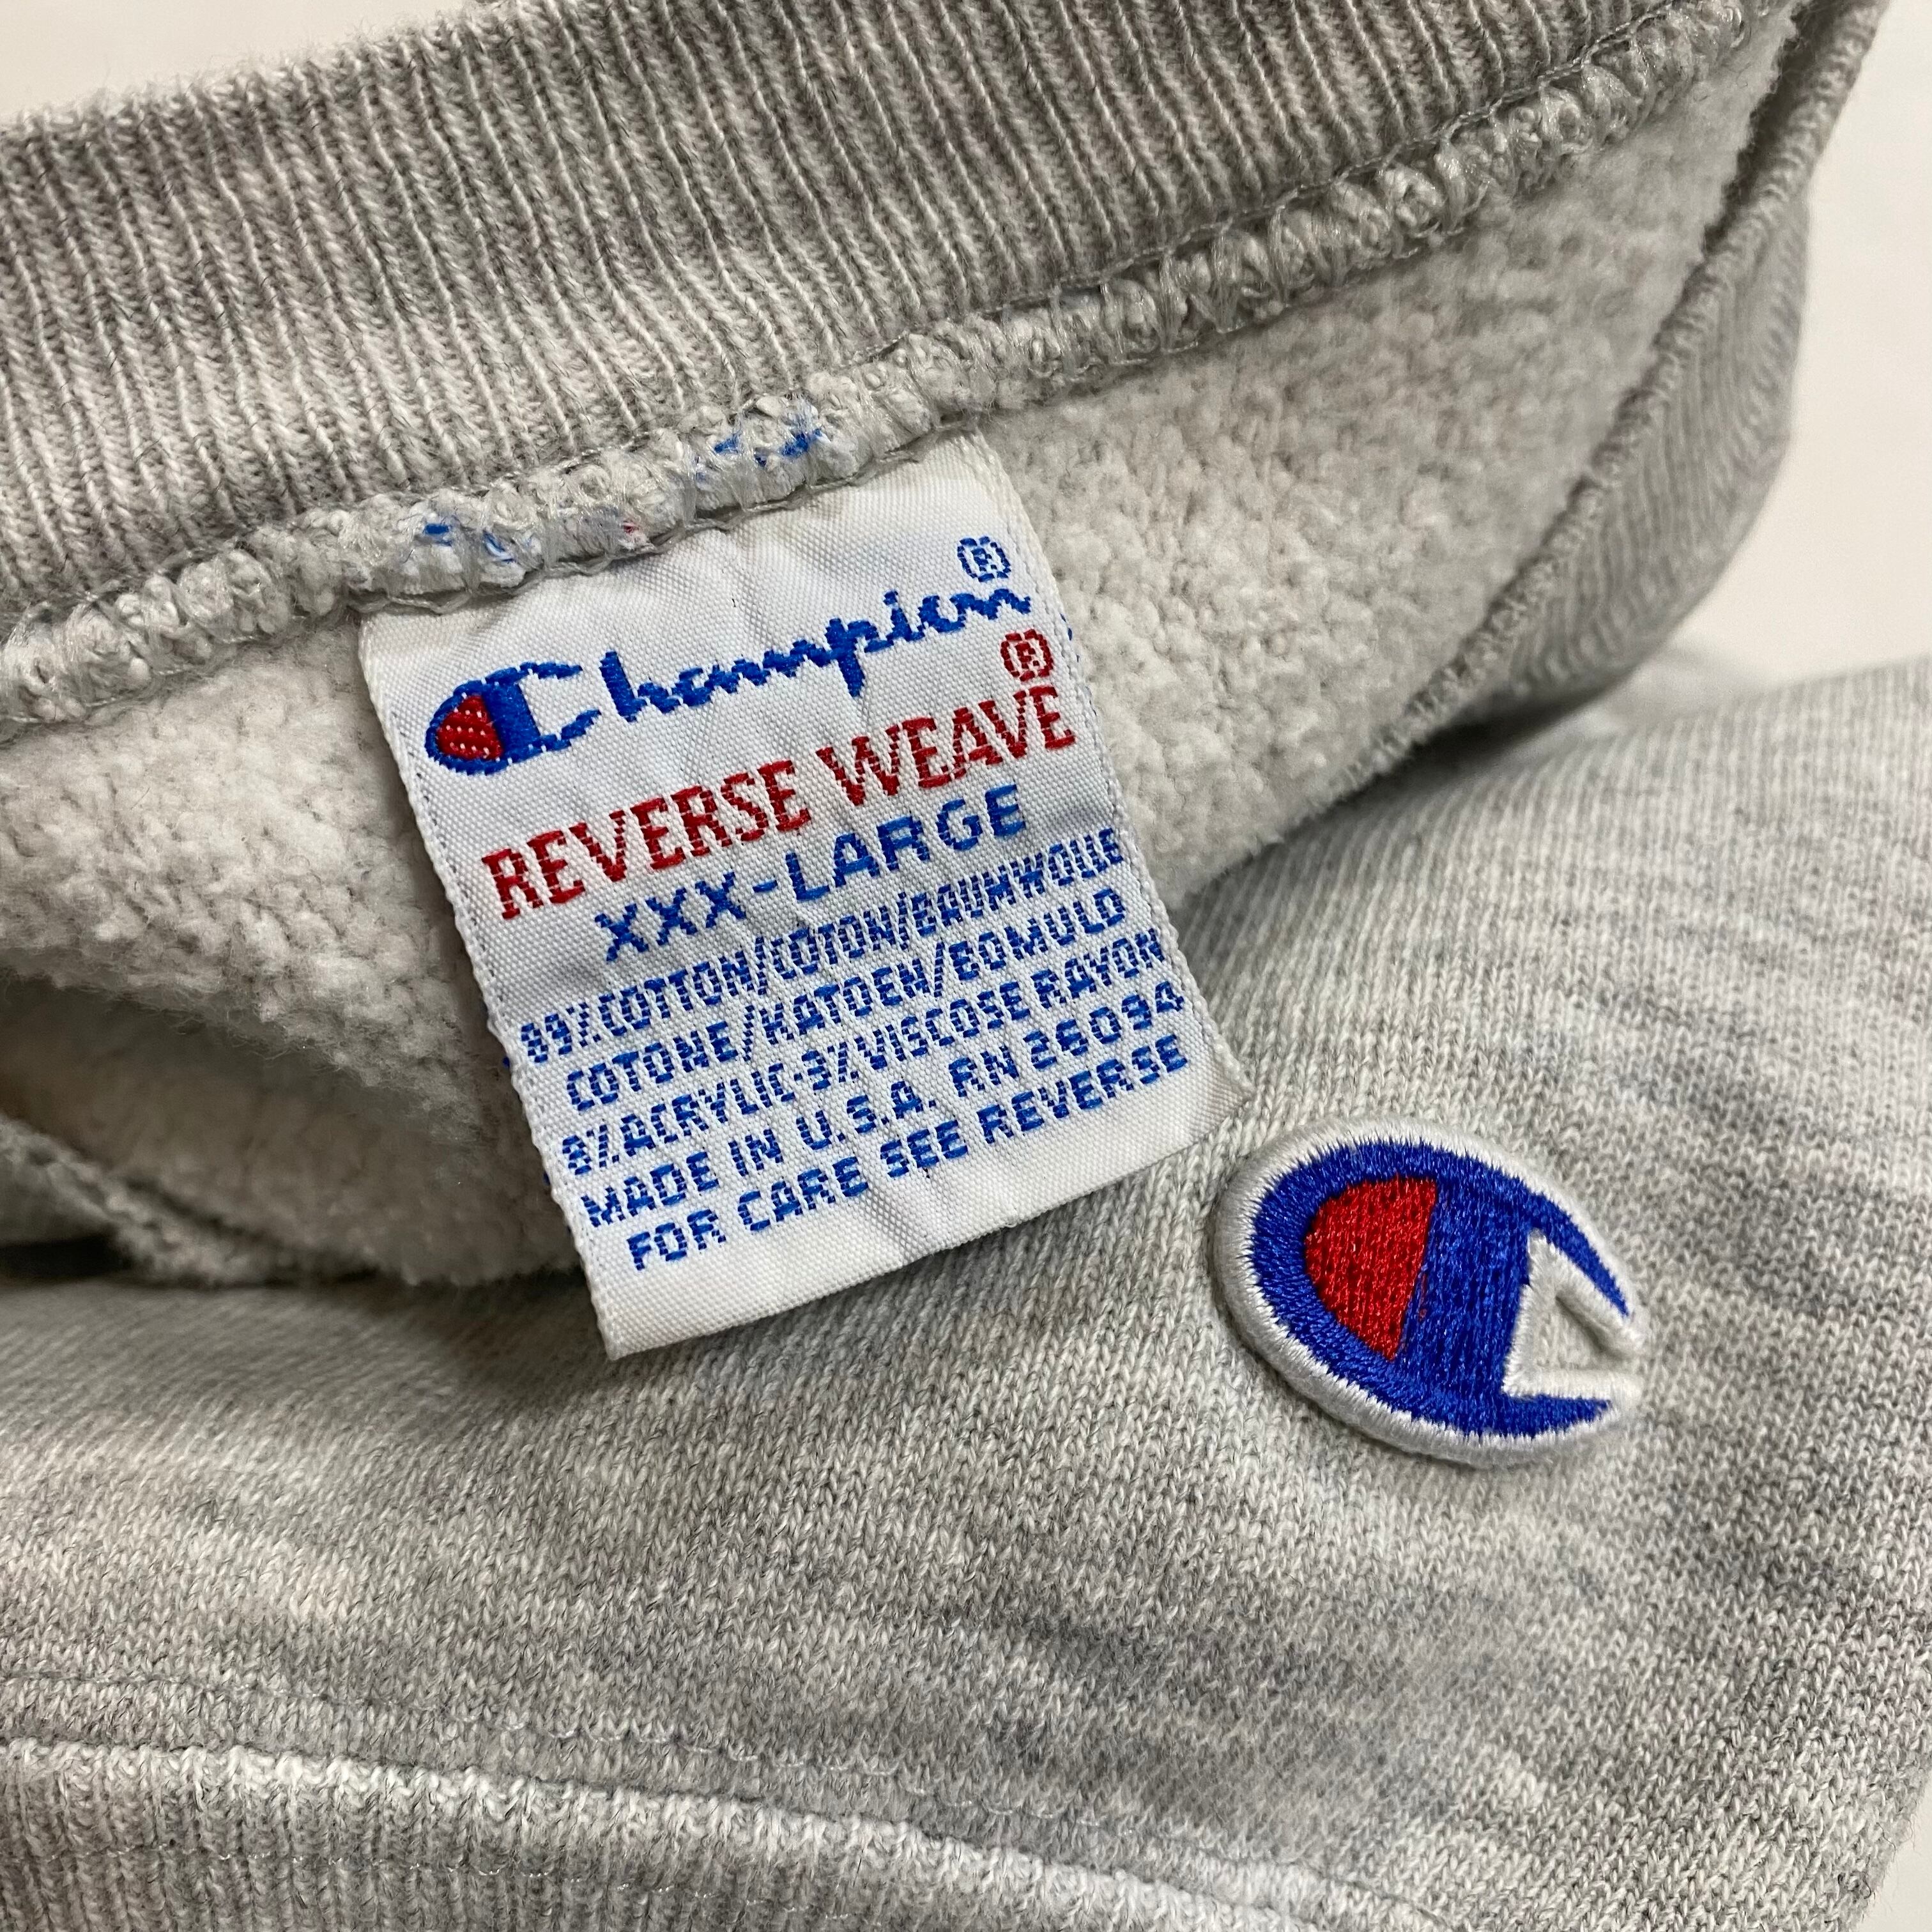 Champion®
REVERSE WEAVE®
XXX-LARGE
89%COTTON/COTON/BAUMWOLLE
COTONE/KATOEN/BOMULD
8%ACRYLIC-3%VISCOSE RAYON
MADE IN U.S.A. RN 26094
FOR CARE SEE REVERSE